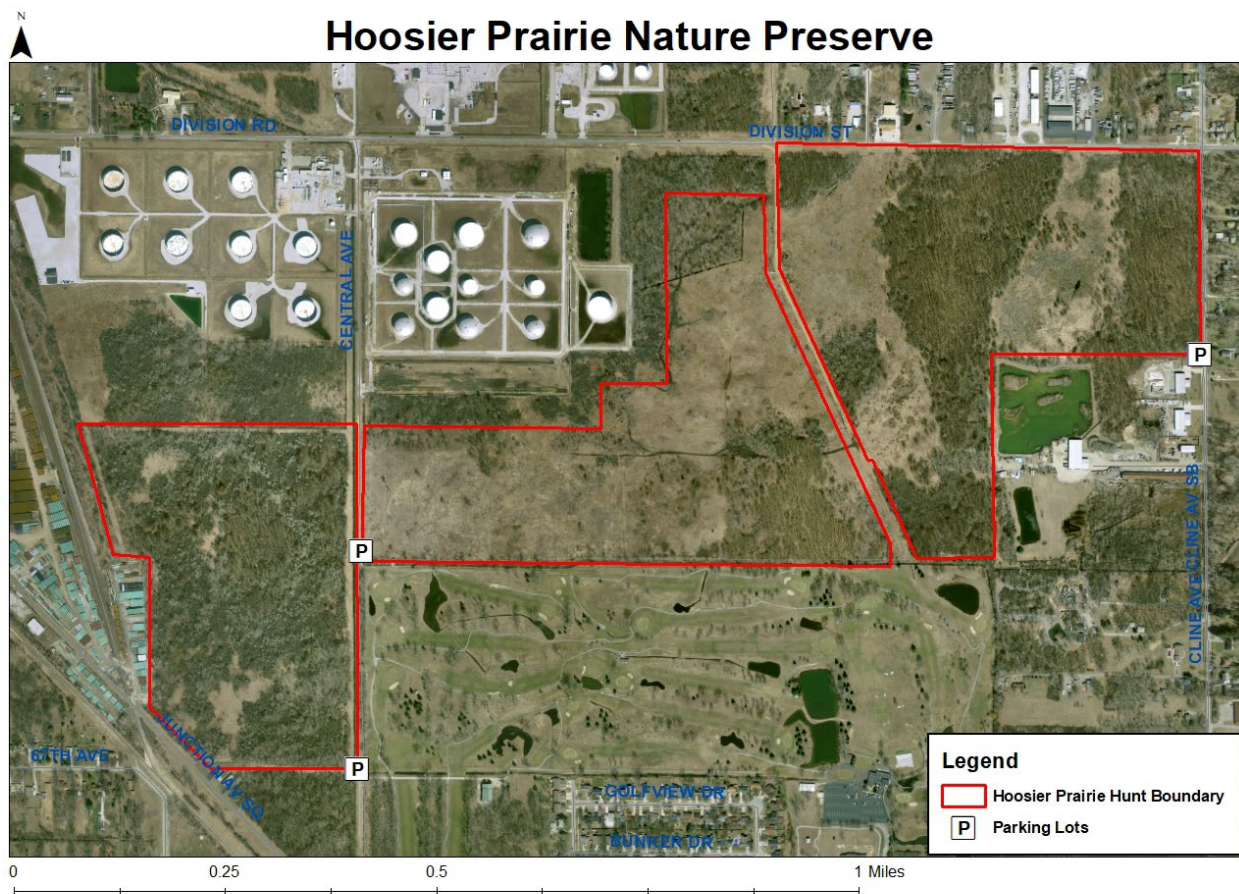 N
Hoosier Prairie Nature Preserve
DIVISION RD
DIVISION ST
CENTRAL AVE
P
P
P
CLINE AVE
CLINE AV SB
JUNCTION AV SQ
67TH AVE
GOLFVIEW DR
BUNKER DR
Legend
Hoosier Prairie Hunt Boundary
P Parking Lots
0 0.25 0.5 1 Miles